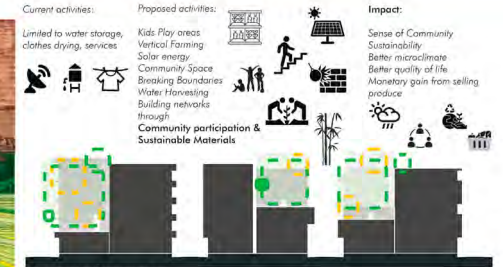 Current activities:
Limited to water storage,
clothes drying, services
Proposed activities:
Kids Play areas
Vertical Farming
Solar energy
Community Space
Breaking Boundaries
Water Harvesting
Building networks
through
Community participation &
Sustainable Materials
Impact:
Sense of Community
Sustainability
Better microclimate
Better quality of life
Monetary gain from selling
produce